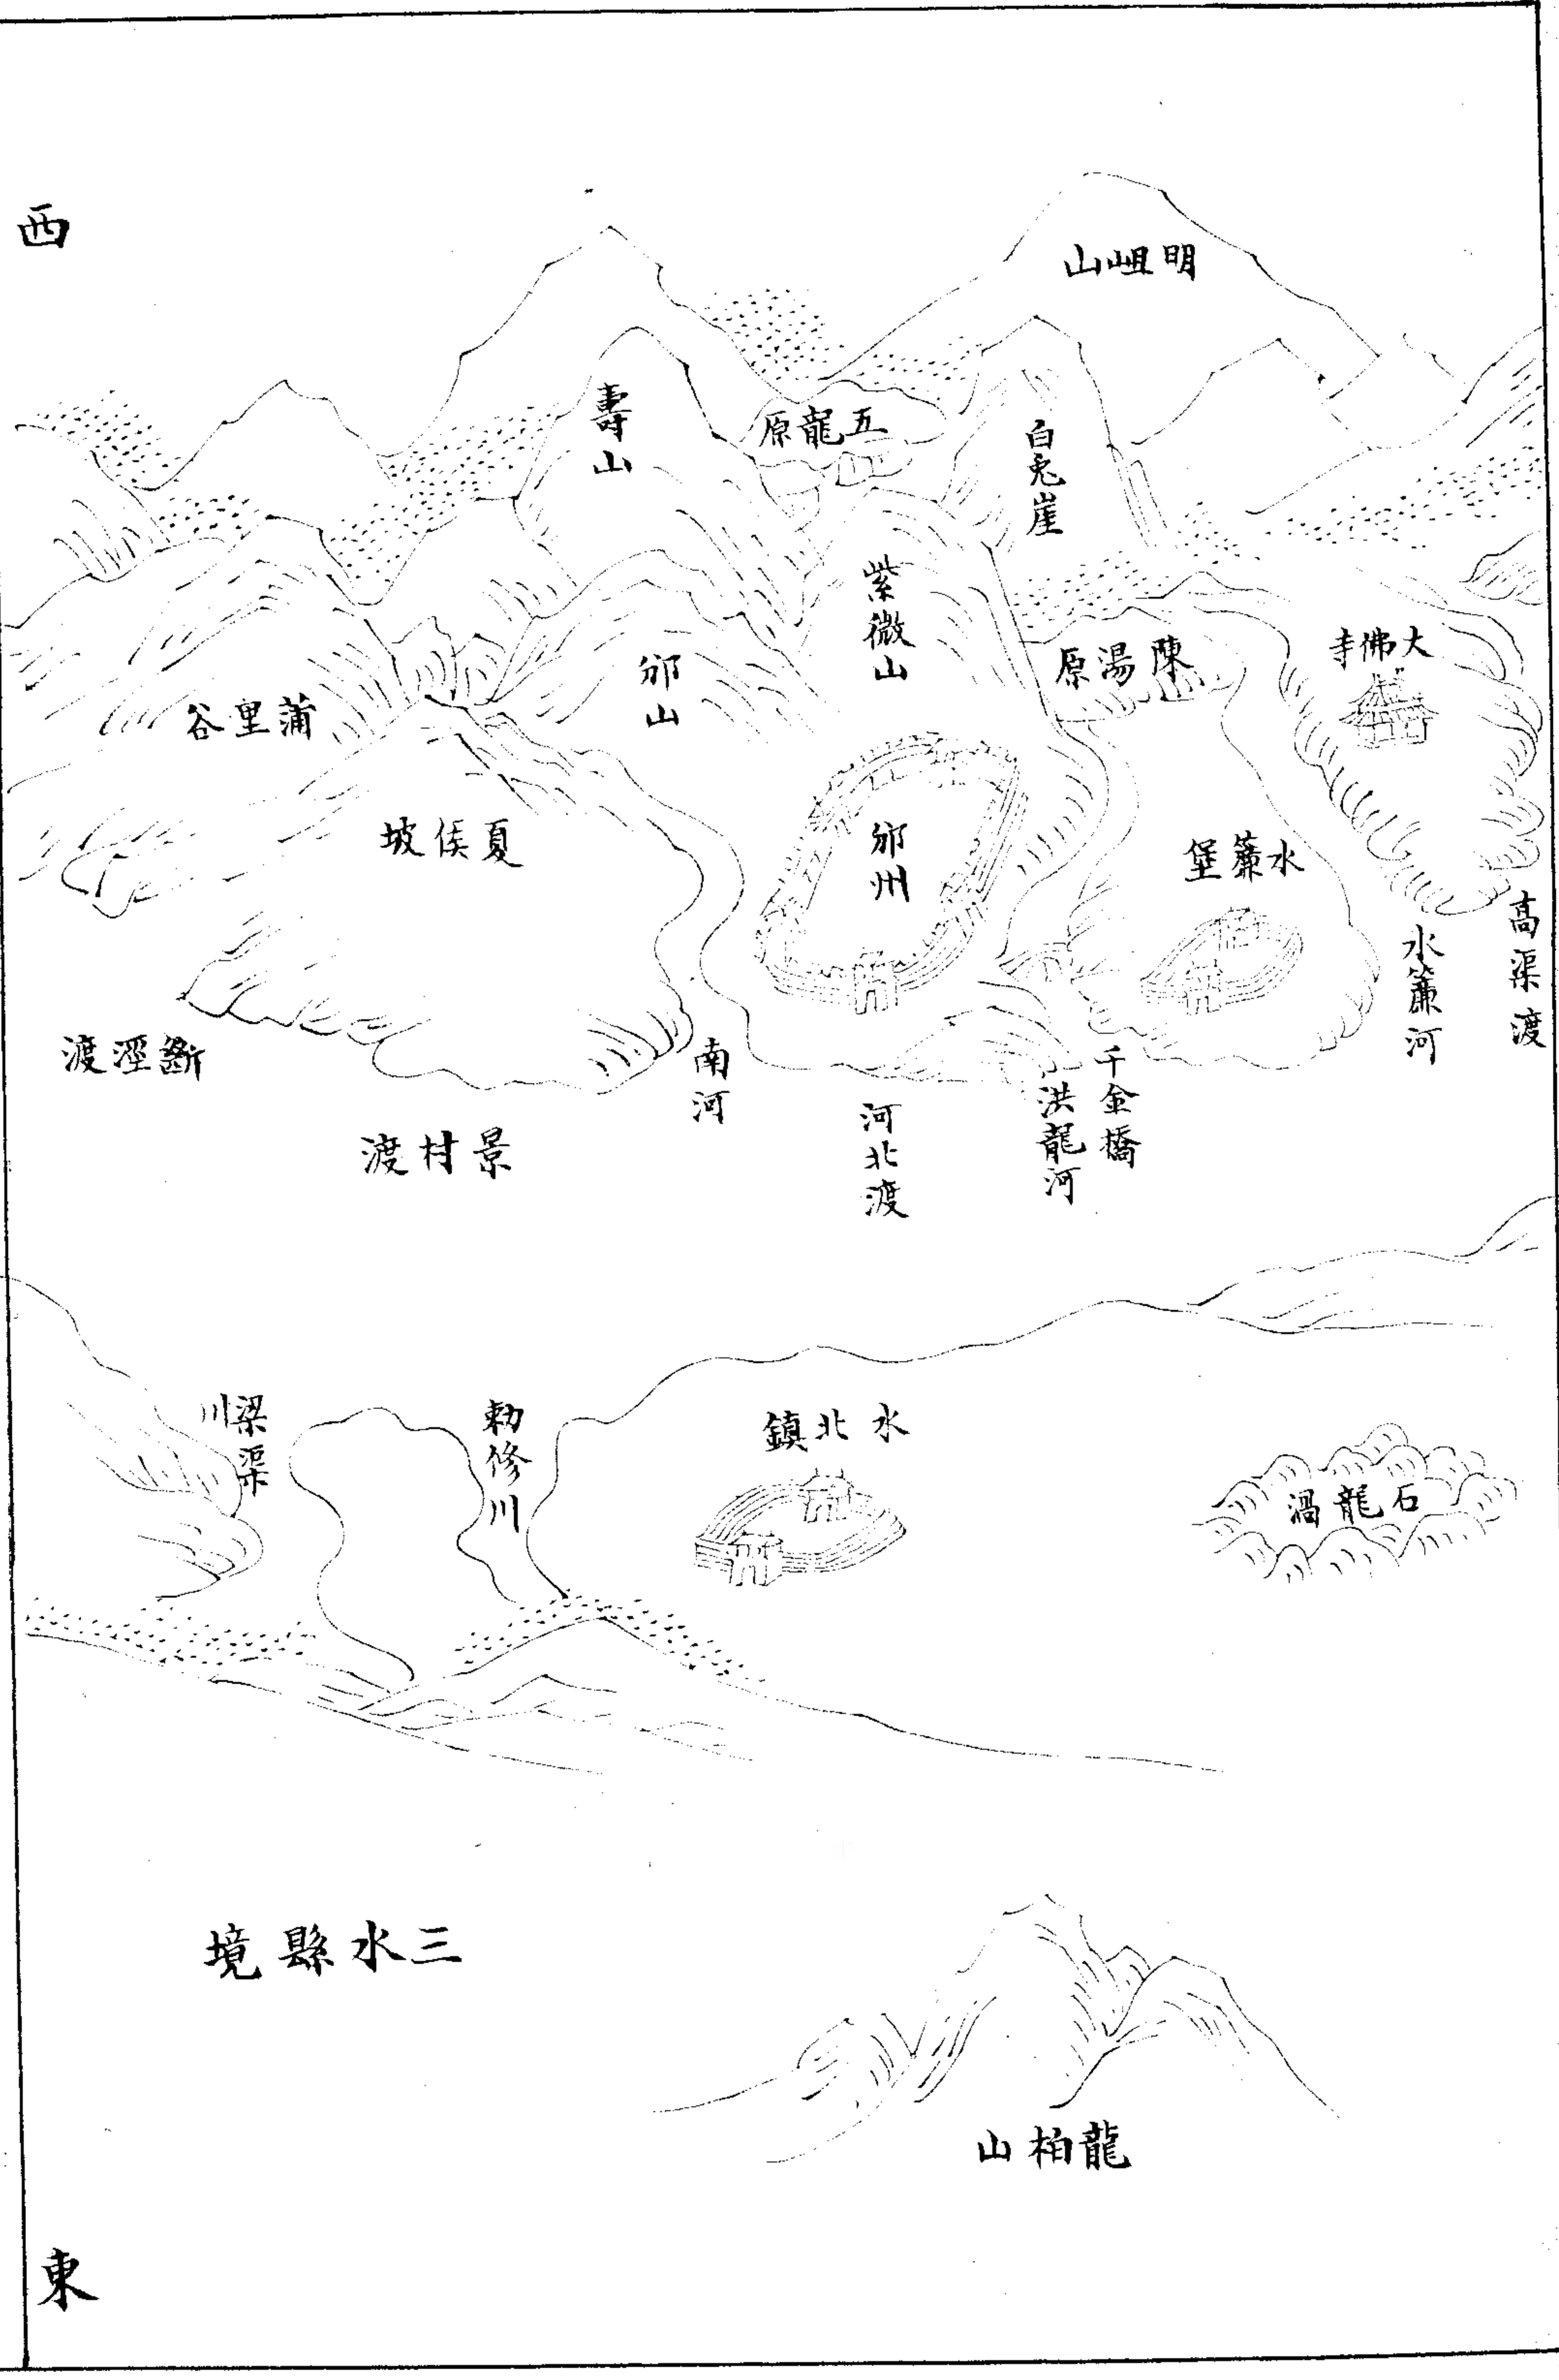 西
明岨山
壽山
五龍原
白兎崖
紫微山
邠山
陳湯原
大佛寺
蒲里谷
夏侯坡
邠州
水簾堡
高渠渡
水簾河
斷涇渡
南河
千金橋
洪龍河
河北渡
景村渡
梁渠川
勅修川
水北鎮
石龍渦
三水縣境
龍柏山
東